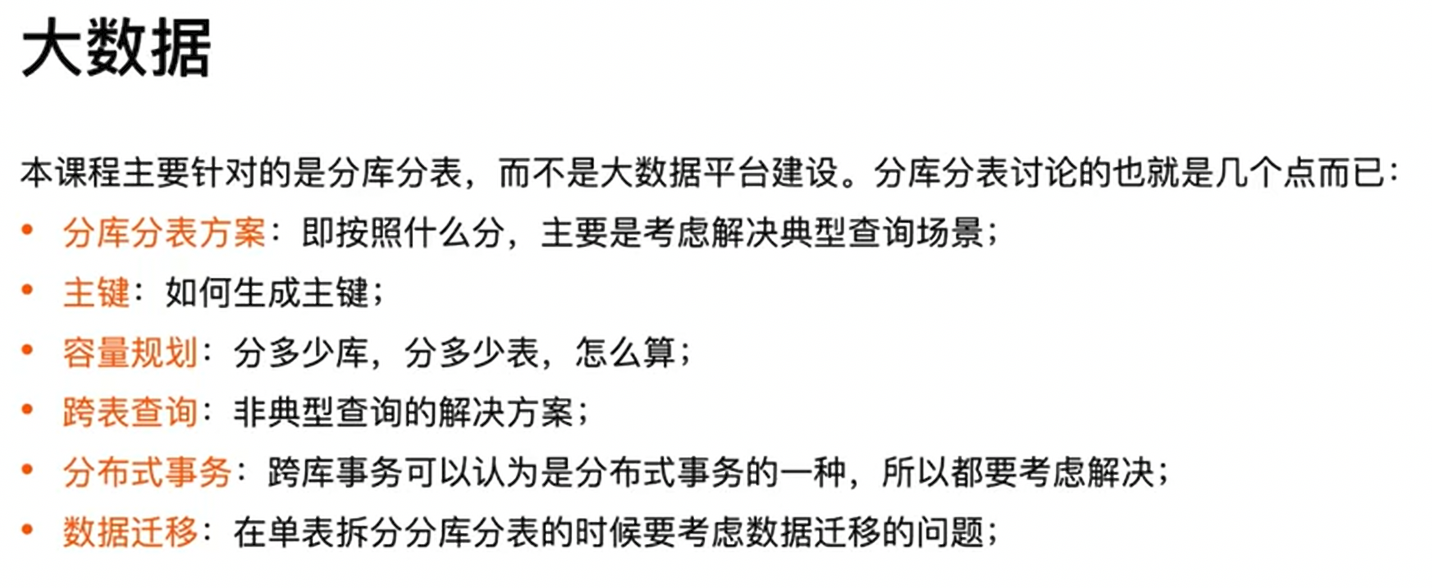 大数据
本课程主要针对的是分库分表，而不是大数据平台建设。分库分表讨论的也就是几个点而已：
• 分库分表方案：即按照什么分，主要是考虑解决典型查询场景；
• 主键：如何生成主键；
• 容量规划：分多少库，分多少表，怎么算；
• 跨表查询：非典型查询的解决方案；
• 分布式事务：跨库事务可以认为是分布式事务的一种，所以都要考虑解决；
• 数据迁移：在单表拆分分库分表的时候要考虑数据迁移的问题；